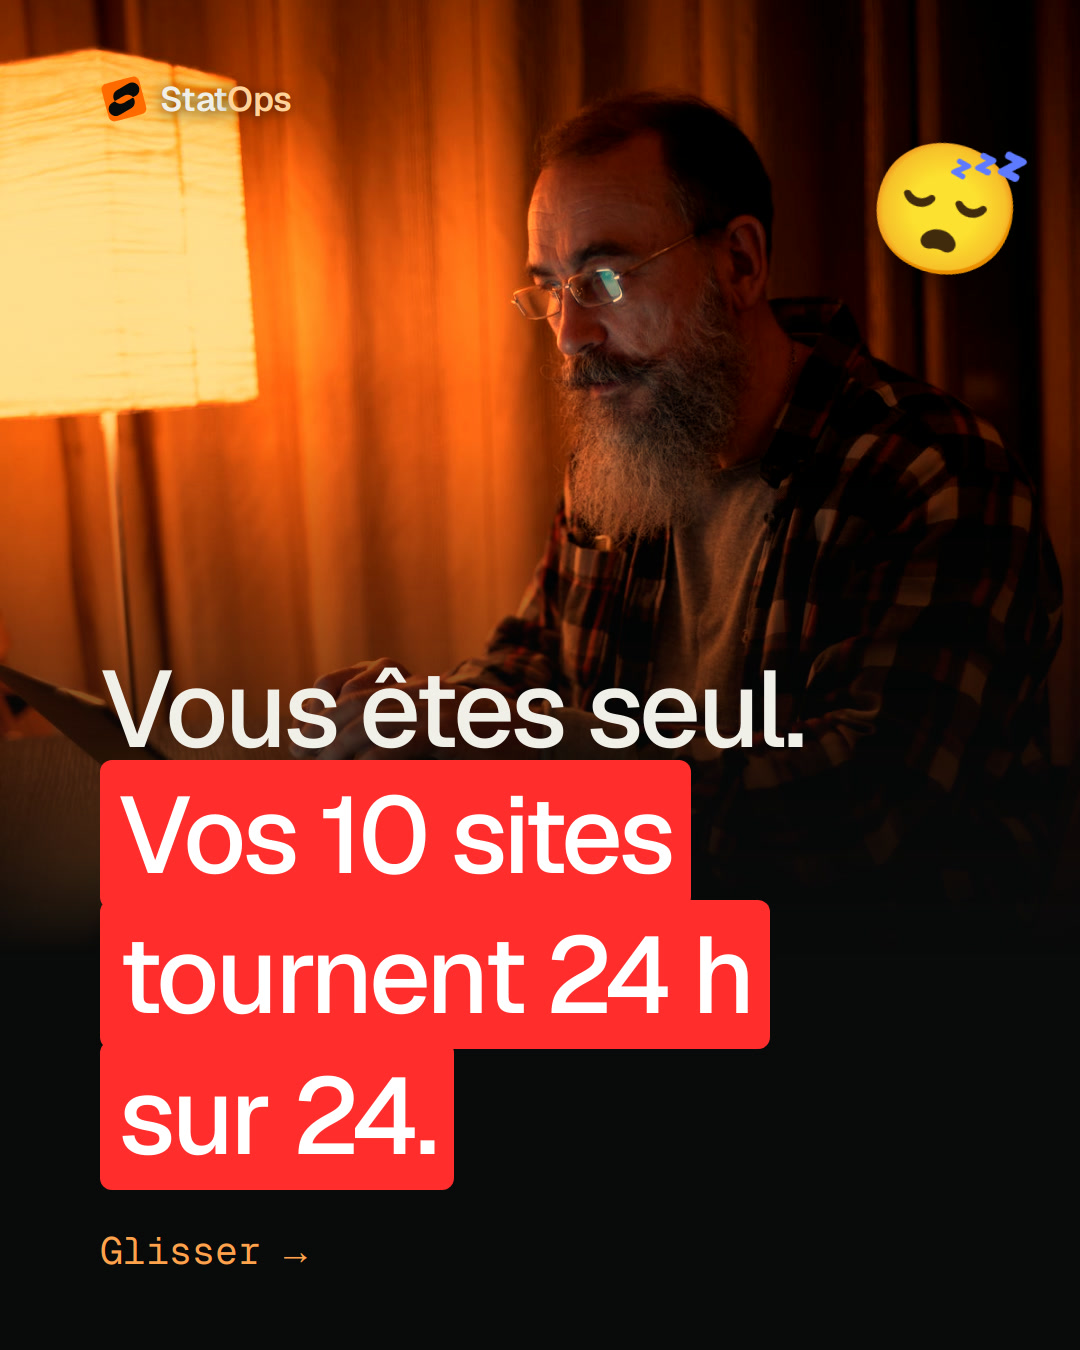 StatOps
Vous êtes seul.
Vos 10 sites
tournent 24 h
sur 24.
Glisser →